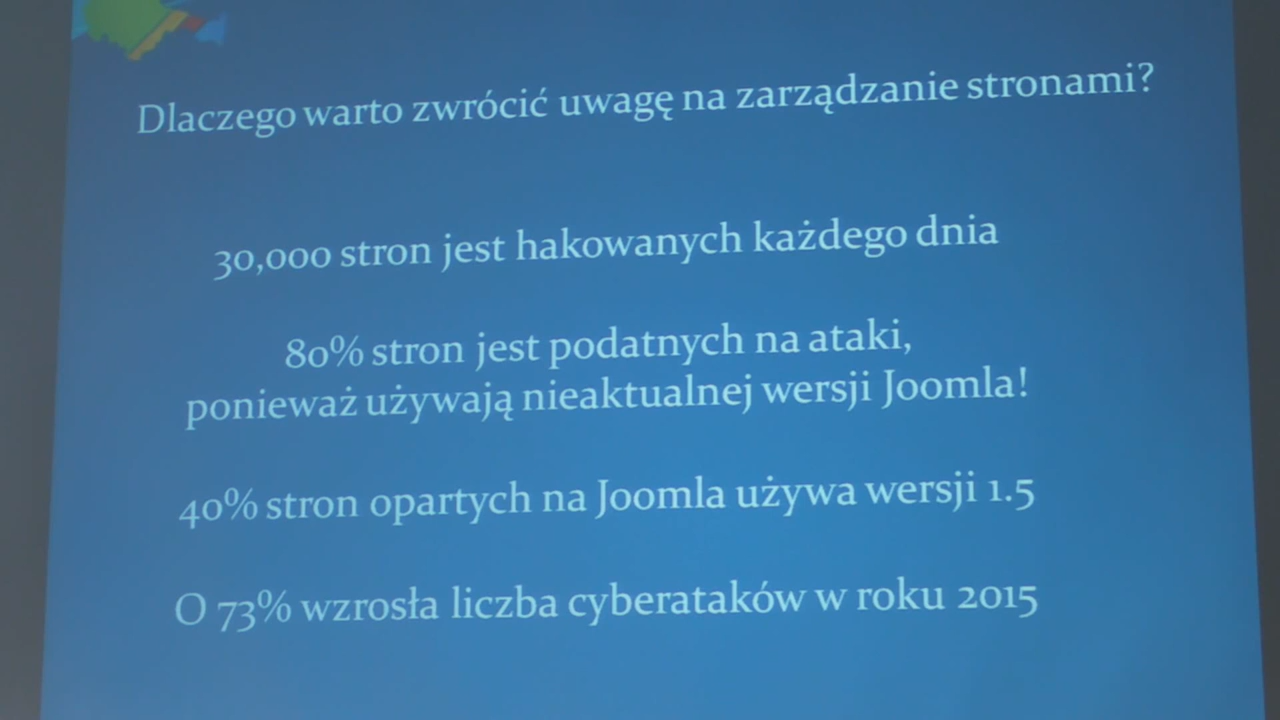 Dlaczego warto zwrócić uwagę na zarządzanie stronami?
30,000 stron jest hakowanych każdego dnia
80% stron jest podatnych na ataki,
ponieważ używają nieaktualnej wersji Joomla!
40% stron opartych na Joomla używa wersji 1.5
O 73% wzrosła liczba cyberataków w roku 2015